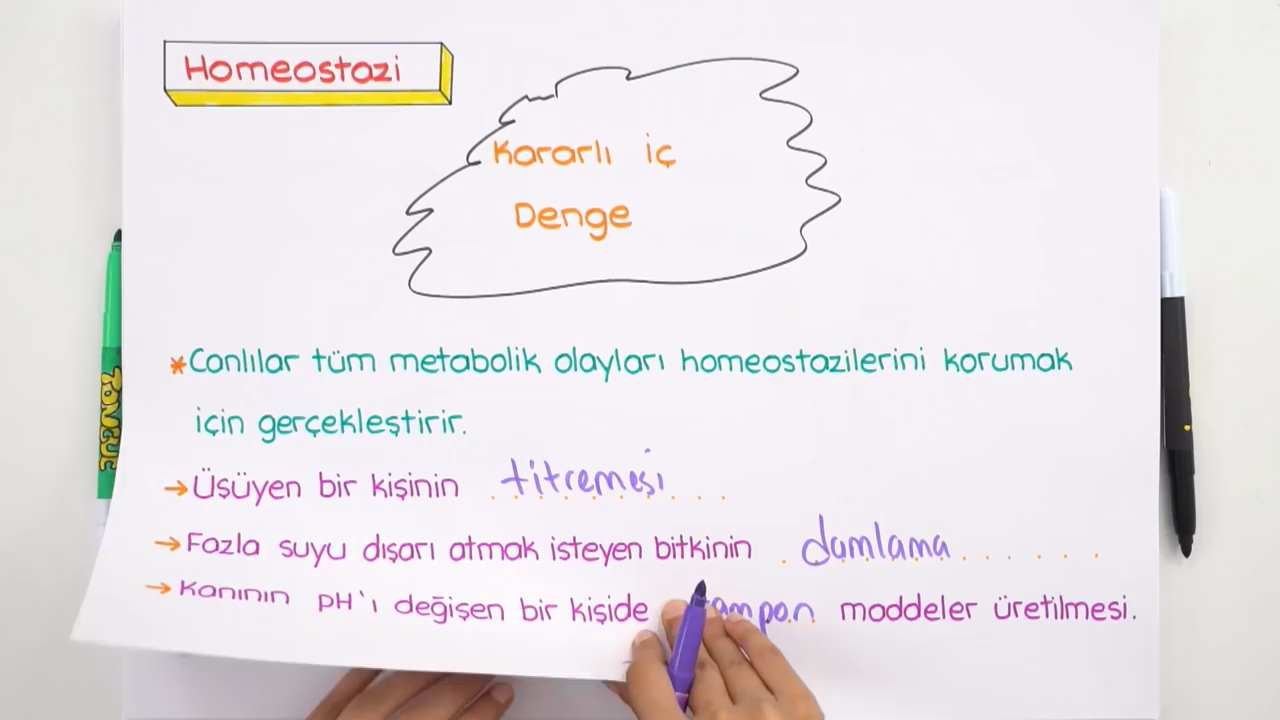 Homeostazi
Kararlı iç
Denge
*Canlılar tüm metabolik olayları homeostazilerini korumak
için gerçekleştirir.
→Üşüyen bir kişinin titremesi
→Fazla suyu dışarı atmak isteyen bitkinin damlama
→Kanının pH'ı değişen bir kişide maddeler üretilmesi.
TOMBUÇ